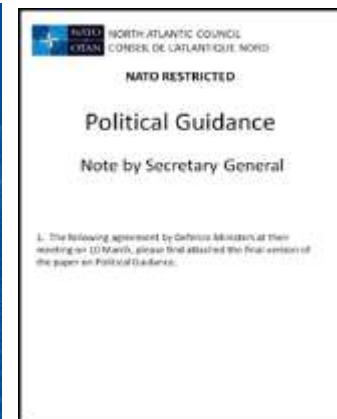 NATO
OTAN
NORTH ATLANTIC COUNCIL
CONSEIL DE L'ATLANTIQUE NORD
NATO RESTRICTED
Political Guidance
Note by Secretary General
1. The following agreement by Defence Ministers at their
meeting on 10 March, please find attached the final version of
the paper on Political Guidance.